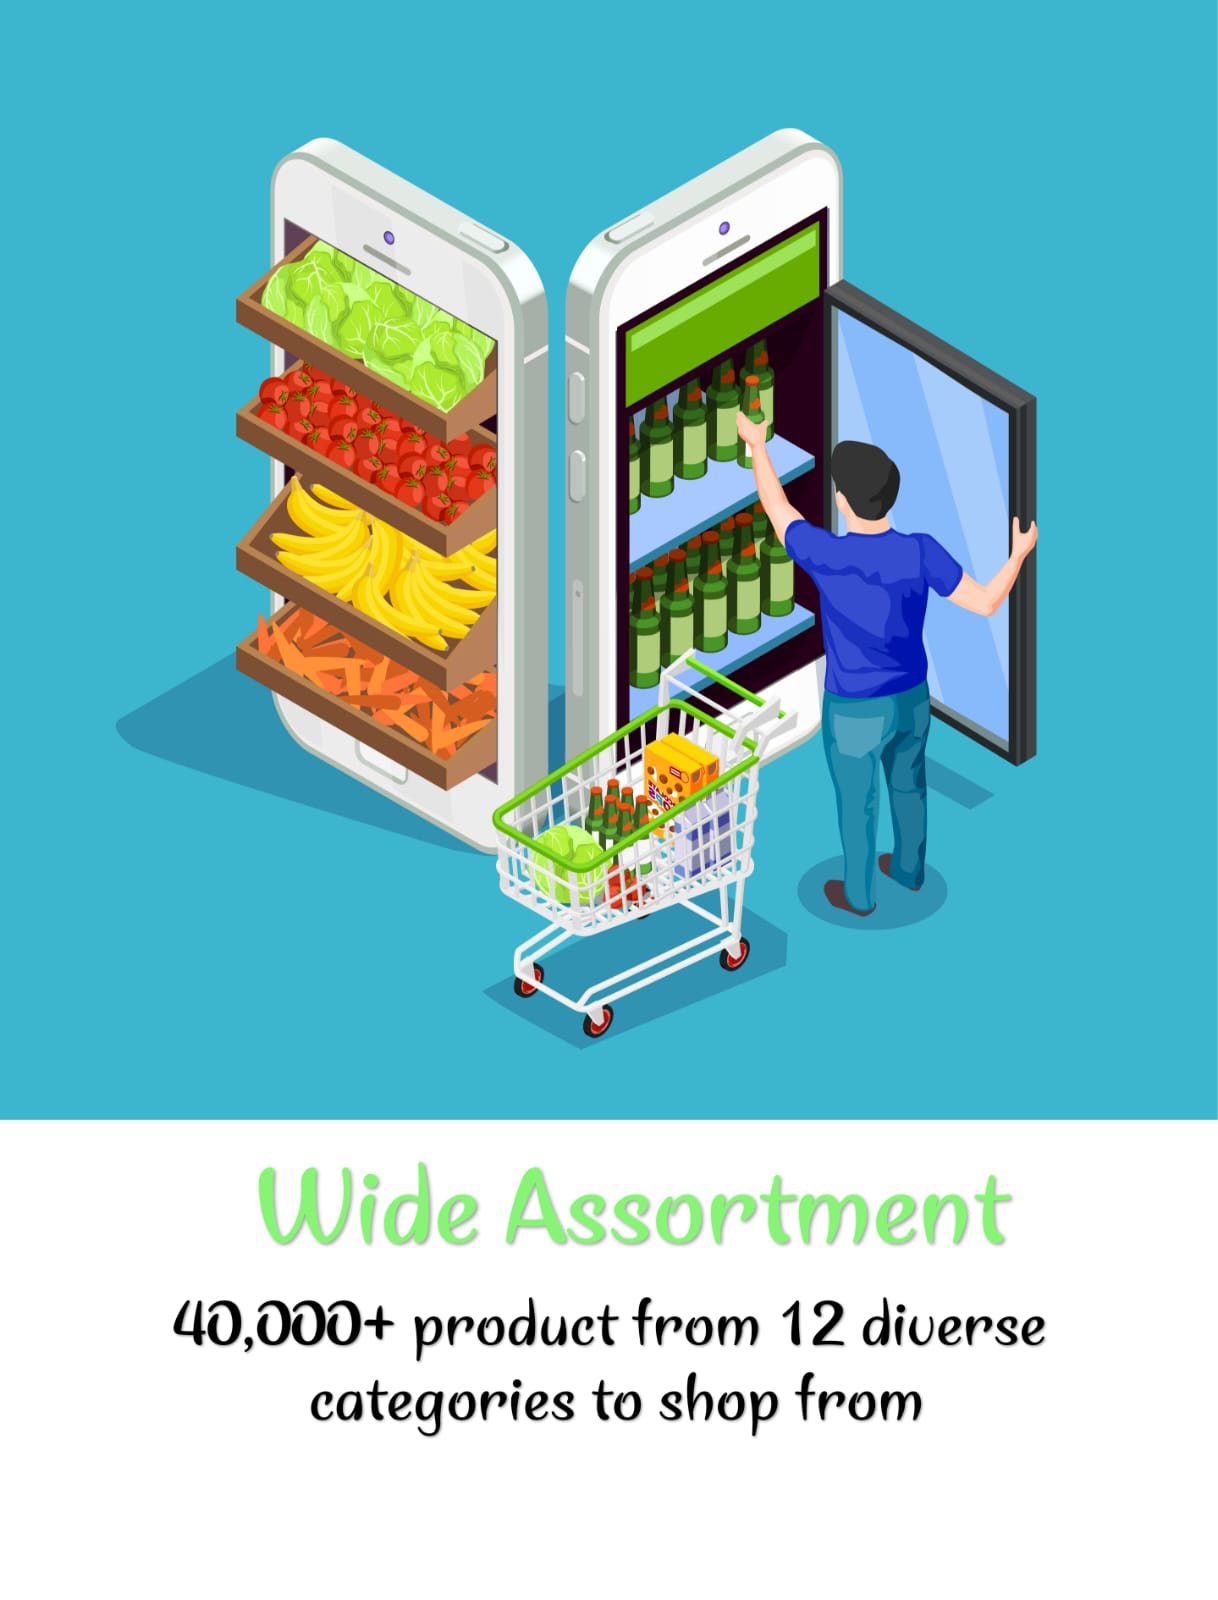 Wide Assortment
40,000+ product from 12 diverse
categories to shop from